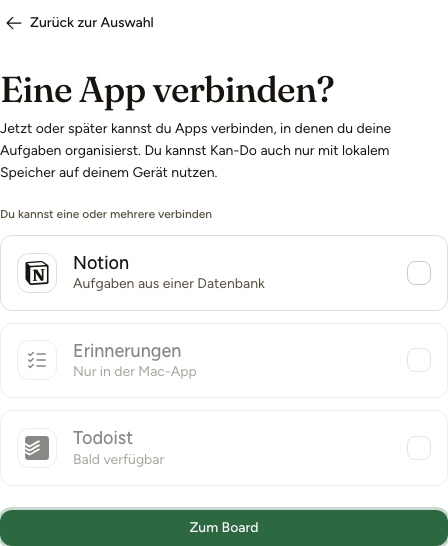 Zurück zur Auswahl
Eine App verbinden?
Jetzt oder später kannst du Apps verbinden, in denen du deine
Aufgaben organisierst. Du kannst Kan-Do auch nur mit lokalem
Speicher auf deinem Gerät nutzen.
Du kannst eine oder mehrere verbinden
Notion
Aufgaben aus einer Datenbank
Erinnerungen
Nur in der Mac-App
Todoist
Bald verfügbar
Zum Board